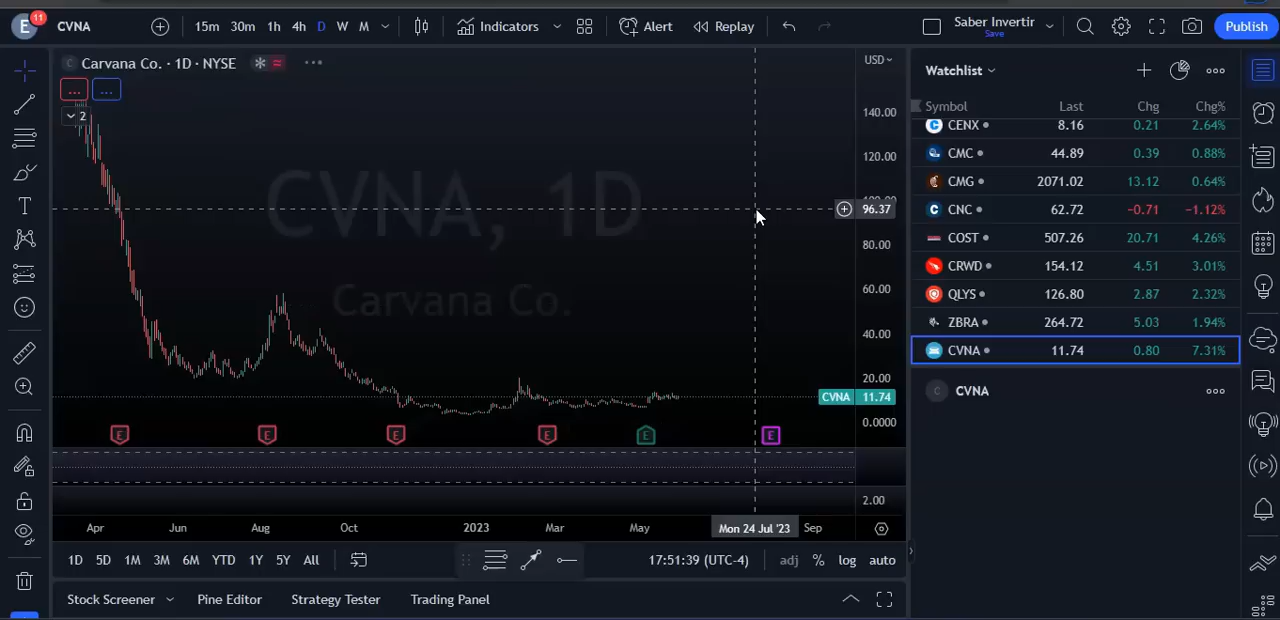 E 11 CVNA 15m 30m 1h 4h D W M Indicators Alert Replay Saber Invertir Save Publish
Carvana Co. · 1D · NYSE USD
... ...
2
CVNA, 1D
Carvana Co.
140.00
120.00
96.37
80.00
60.00
40.00
20.00
CVNA 11.74
0.0000
E E E E E E
2.00
Apr Jun Aug Oct 2023 Mar May Mon 24 Jul '23 Sep
1D 5D 1M 3M 6M YTD 1Y 5Y All 17:51:39 (UTC-4) adj % log auto
Stock Screener Pine Editor Strategy Tester Trading Panel
Watchlist
Symbol Last Chg Chg%
CENX 8.16 0.21 2.64%
CMC 44.89 0.39 0.88%
CMG 2071.02 13.12 0.64%
CNC 62.72 −0.71 −1.12%
COST 507.26 20.71 4.26%
CRWD 154.12 4.51 3.01%
QLYS 126.80 2.87 2.32%
ZBRA 264.72 5.03 1.94%
CVNA 11.74 0.80 7.31%
C CVNA